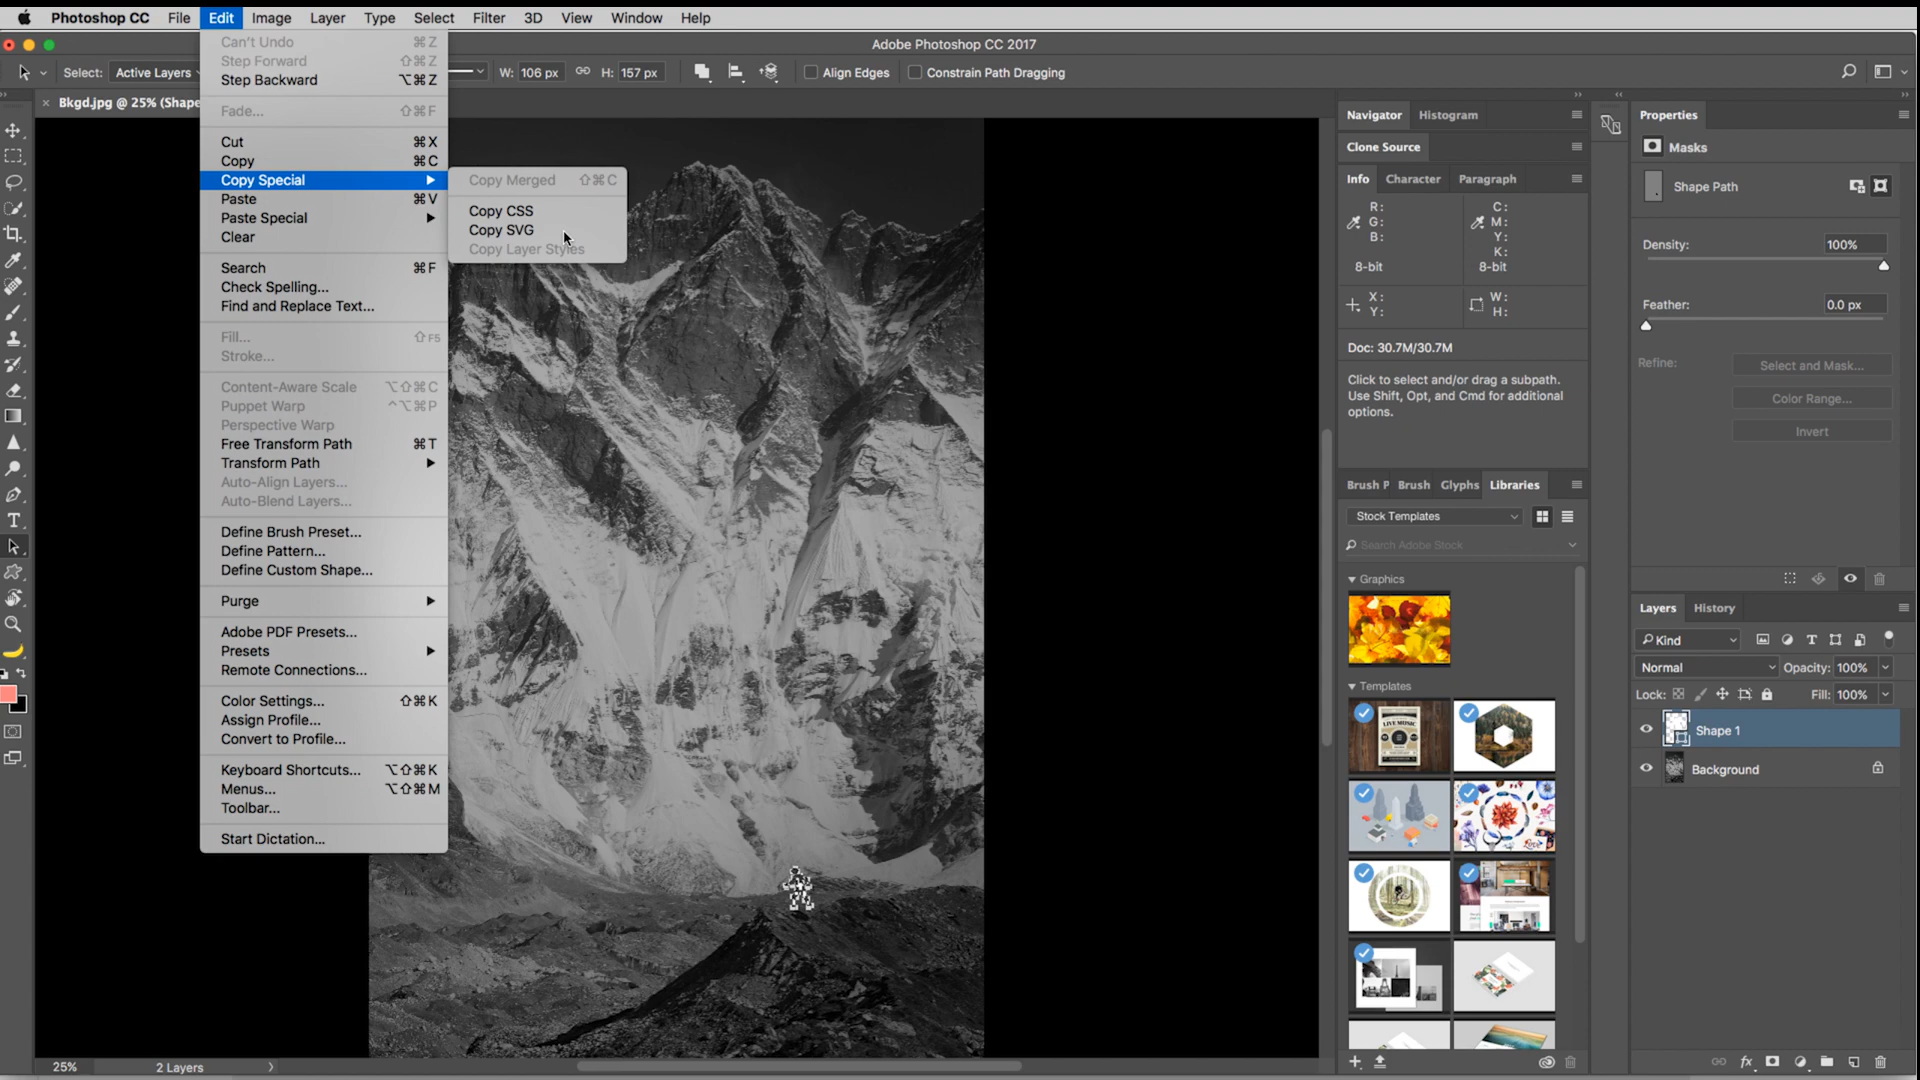 Photoshop CC File Edit Image Layer Type Select Filter 3D View Window Help
Adobe Photoshop CC 2017
Select: Active Layers W: 106 px H: 157 px Align Edges Constrain Path Dragging
Bkgd.jpg @ 25% (Shape
Can't Undo ⌘Z
Step Forward ⇧⌘Z
Step Backward ⌥⌘Z
Fade... ⇧⌘F
Cut ⌘X
Copy ⌘C
Copy Special ▶
Paste ⌘V
Paste Special ▶
Clear
Search ⌘F
Check Spelling...
Find and Replace Text...
Fill... ⇧F5
Stroke...
Content-Aware Scale ⌥⇧⌘C
Puppet Warp ^⌥⌘P
Perspective Warp
Free Transform Path ⌘T
Transform Path ▶
Auto-Align Layers...
Auto-Blend Layers...
Define Brush Preset...
Define Pattern...
Define Custom Shape...
Purge ▶
Adobe PDF Presets...
Presets ▶
Remote Connections...
Color Settings... ⇧⌘K
Assign Profile...
Convert to Profile...
Keyboard Shortcuts... ⌥⇧⌘K
Menus... ⌥⇧⌘M
Toolbar...
Start Dictation...
Copy Merged ⇧⌘C
Copy CSS
Copy SVG
Copy Layer Styles
Navigator Histogram
Clone Source
Info Character Paragraph
R: C:
G: M:
B: Y:
K:
8-bit 8-bit
X: W:
Y: H:
Doc: 30.7M/30.7M
Click to select and/or drag a subpath.
Use Shift, Opt, and Cmd for additional
options.
Brush P Brush Glyphs Libraries
Stock Templates
Search Adobe Stock
Graphics
Templates
LIVE MUSIC
Properties
Masks
Shape Path
Density: 100%
Feather: 0.0 px
Refine: Select and Mask...
Color Range...
Invert
Layers History
Kind
Normal Opacity: 100%
Lock: Fill: 100%
Shape 1
Background
25% 2 Layers